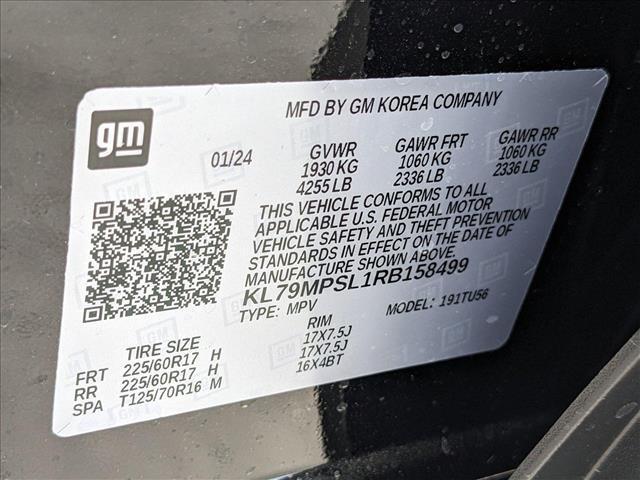 MFD BY GM KOREA COMPANY
gm
01/24
GVWR GAWR FRT GAWR RR
1930 KG 1060 KG 1060 KG
4255 LB 2336 LB 2336 LB
THIS VEHICLE CONFORMS TO ALL
APPLICABLE U.S. FEDERAL MOTOR
VEHICLE SAFETY AND THEFT PREVENTION
STANDARDS IN EFFECT ON THE DATE OF
MANUFACTURE SHOWN ABOVE.
KL79MPSL1RB158499
TYPE: MPV MODEL: 191TU56
TIRE SIZE RIM
FRT 225/60R17 H 17X7.5J
RR 225/60R17 H 17X7.5J
SPA T125/70R16 M 16X4BT